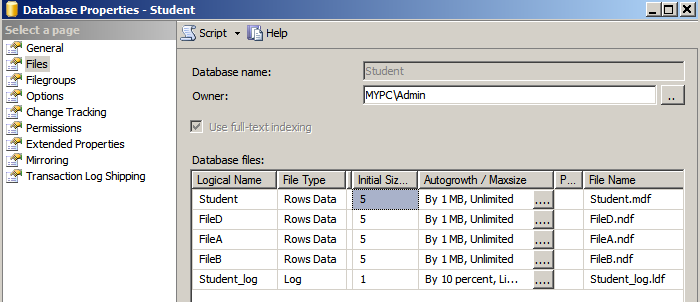 Database Properties - Student
Select a page
General
Files
Filegroups
Options
Change Tracking
Permissions
Extended Properties
Mirroring
Transaction Log Shipping
Script Help
Database name: Student
Owner: MYPC\Admin ..
Use full-text indexing
Database files:
Logical Name File Type Initial Siz... Autogrowth / Maxsize P... File Name
Student Rows Data 5 By 1 MB, Unlimited .... Student.mdf
FileD Rows Data 5 By 1 MB, Unlimited .... FileD.ndf
FileA Rows Data 5 By 1 MB, Unlimited .... FileA.ndf
FileB Rows Data 5 By 1 MB, Unlimited .... FileB.ndf
Student_log Log 1 By 10 percent, Li... .... Student_log.ldf